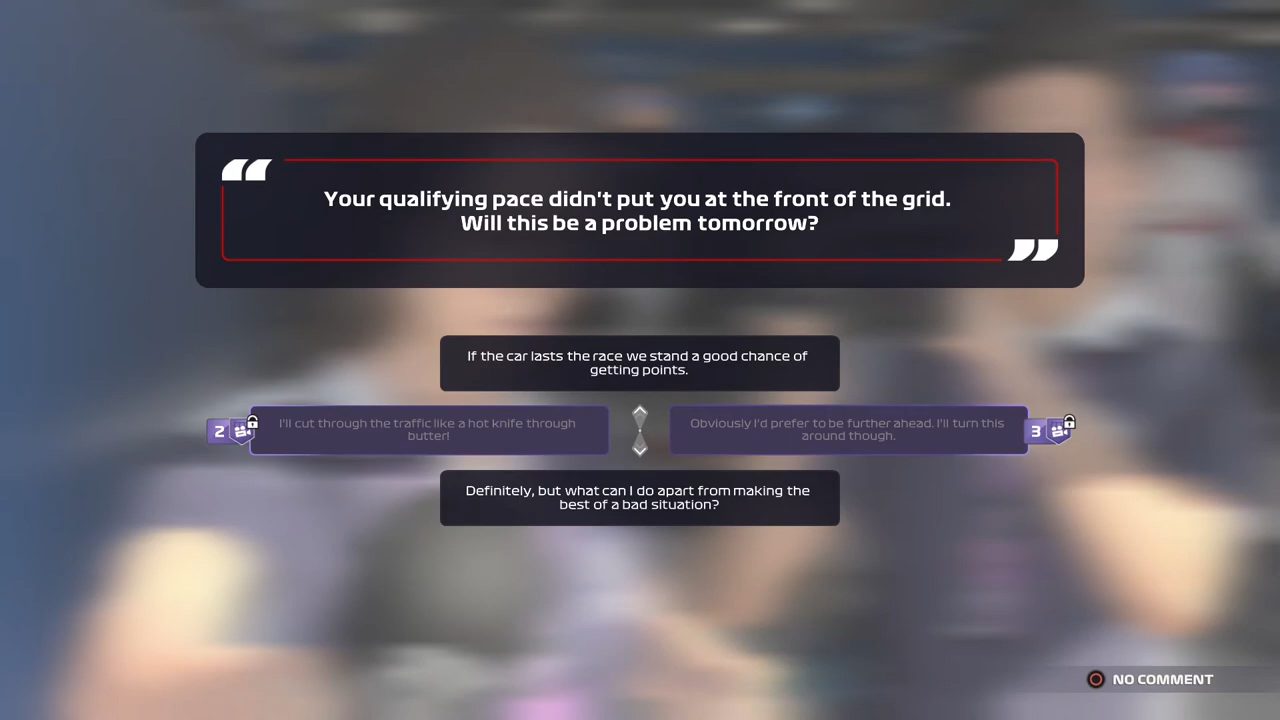 Your qualifying pace didn't put you at the front of the grid.
Will this be a problem tomorrow?
If the car lasts the race we stand a good chance of
getting points.
2
I'll cut through the traffic like a hot knife through
butter!
Obviously I'd prefer to be further ahead. I'll turn this
around though.
3
Definitely, but what can I do apart from making the
best of a bad situation?
NO COMMENT